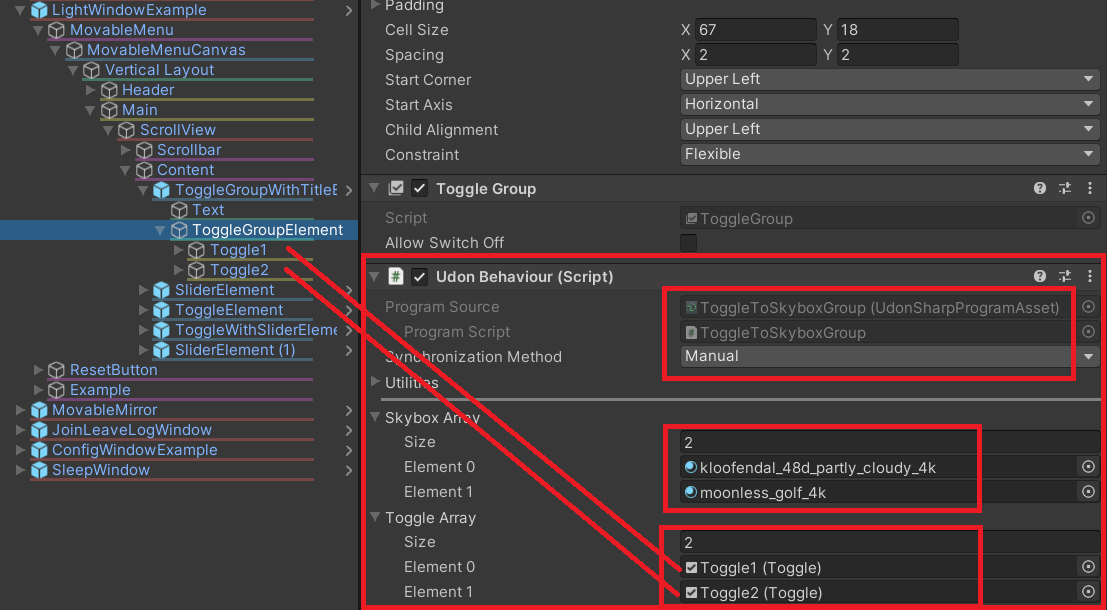 LightWindowExample
MovableMenu
MovableMenuCanvas
Vertical Layout
Header
Main
ScrollView
Scrollbar
Content
ToggleGroupWithTitleE
Text
ToggleGroupElement
Toggle1
Toggle2
SliderElement
ToggleElement
ToggleWithSliderEleme
SliderElement (1)
ResetButton
Example
MovableMirror
JoinLeaveLogWindow
ConfigWindowExample
SleepWindow
Padding
Cell Size X 67 Y 18
Spacing X 2 Y 2
Start Corner Upper Left
Start Axis Horizontal
Child Alignment Upper Left
Constraint Flexible
Toggle Group
Script ToggleGroup
Allow Switch Off
# Udon Behaviour (Script)
Program Source ToggleToSkyboxGroup (UdonSharpProgramAsset)
Program Script # ToggleToSkyboxGroup
Synchronization Method Manual
Utilities
Skybox Array
Size 2
Element 0 kloofendal_48d_partly_cloudy_4k
Element 1 moonless_golf_4k
Toggle Array
Size 2
Element 0 Toggle1 (Toggle)
Element 1 Toggle2 (Toggle)